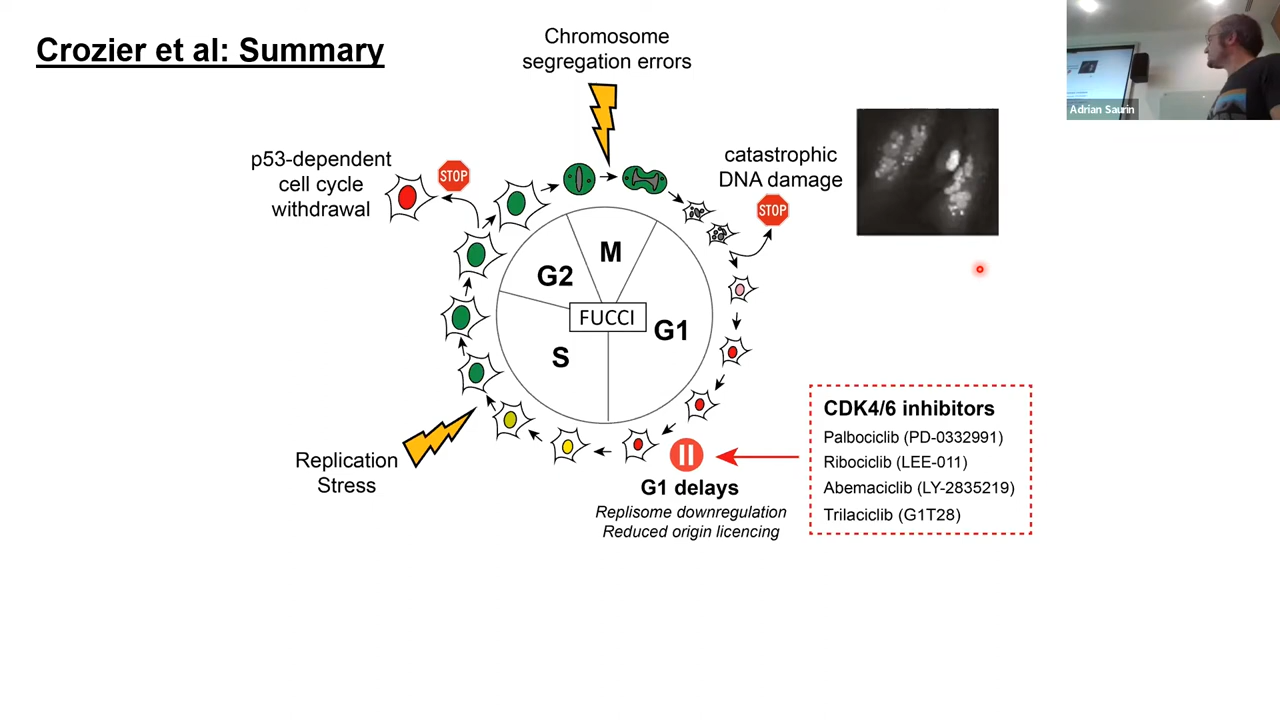 Crozier et al: Summary
Chromosome
segregation errors
Adrian Saurin
p53-dependent
cell cycle
withdrawal
STOP
catastrophic
DNA damage
STOP
M
G2
G1
FUCCI
S
Replication
Stress
G1 delays
Replisome downregulation
Reduced origin licencing
CDK4/6 inhibitors
Palbociclib (PD-0332991)
Ribociclib (LEE-011)
Abemaciclib (LY-2835219)
Trilaciclib (G1T28)